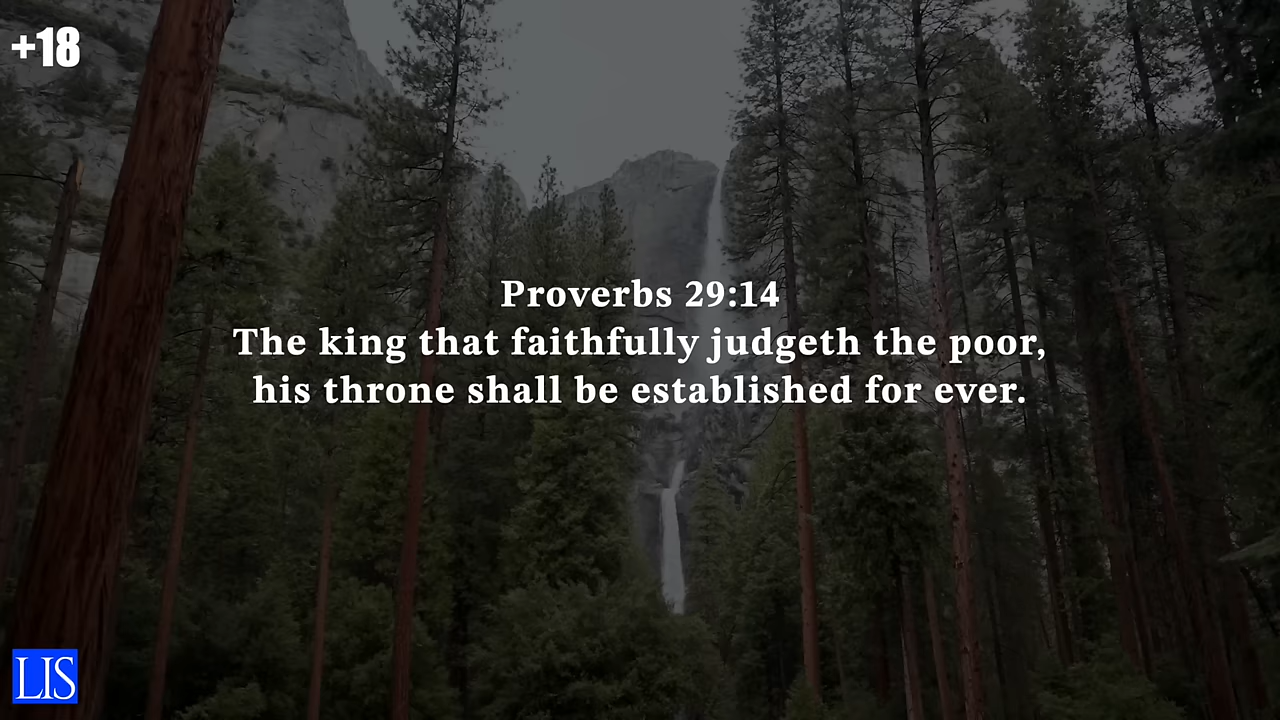 +18
Proverbs 29:14
The king that faithfully judgeth the poor,
his throne shall be established for ever.
LIS